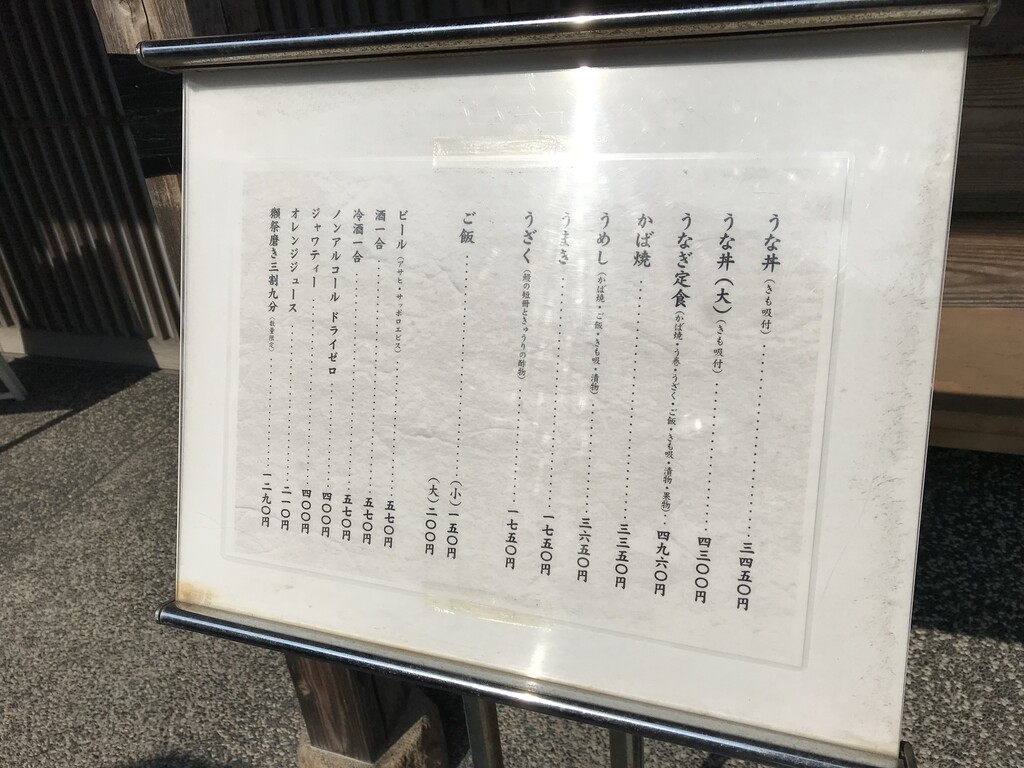 うな丼(きも吸付)・・・・・・三四五〇円
うな丼(大)(きも吸付)・・・・・・四三〇〇円
うなぎ定食(かば焼・う巻・うざく・ご飯・きも吸・漬物・果物)・四九六〇円
かば焼・・・・・・三三五〇円
うめし(かば焼・ご飯・きも吸・漬物)・・・・・・三六五〇円
うまき・・・・・・一七五〇円
うざく(鰻の短冊ときゅうりの酢物)・・・・・・一七五〇円
ご飯・・・・・・(小)一五〇円
(大)二〇〇円
ビール(アサヒ・サッポロエビス)・・・・・・五七〇円
酒一合・・・・・・五七〇円
冷酒一合・・・・・・五七〇円
ノンアルコール ドライゼロ・・・・・・四〇〇円
ジャワティー・・・・・・四〇〇円
オレンジジュース・・・・・・二一〇円
獺祭磨き三割九分(数量限定)・・・・・・一二九〇円